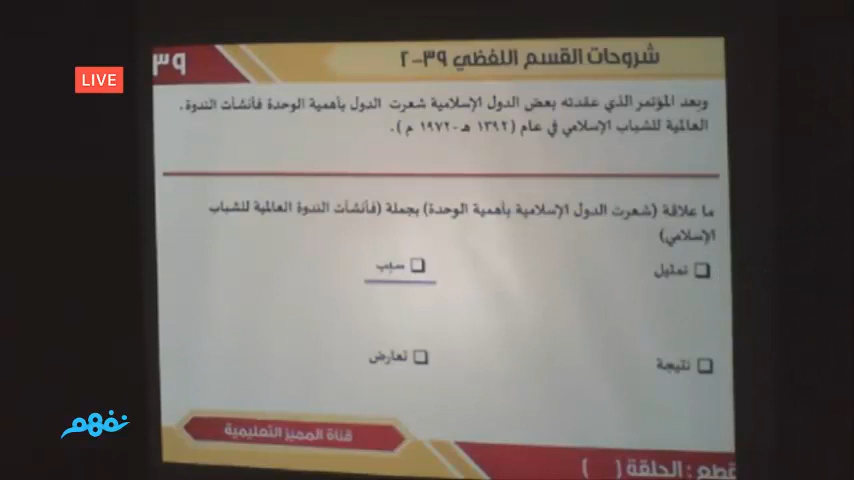 LIVE
٣٩
شروحات القسم اللفظي ٣٩-٢
وبعد المؤتمر الذي عقدته بعض الدول الإسلامية شعرت الدول بأهمية الوحدة فأنشأت الندوة
العالمية للشباب الإسلامي في عام (١٣٩٢ هـ-١٩٧٢ م).
ما علاقة (شعرت الدول الإسلامية بأهمية الوحدة) بجملة (فأنشأت الندوة العالمية للشباب
الإسلامي)
تمثيل
سبب
نتيجة
تعارض
نفهم
قناة المميز التعليمية
قطع : الحلقة ( )